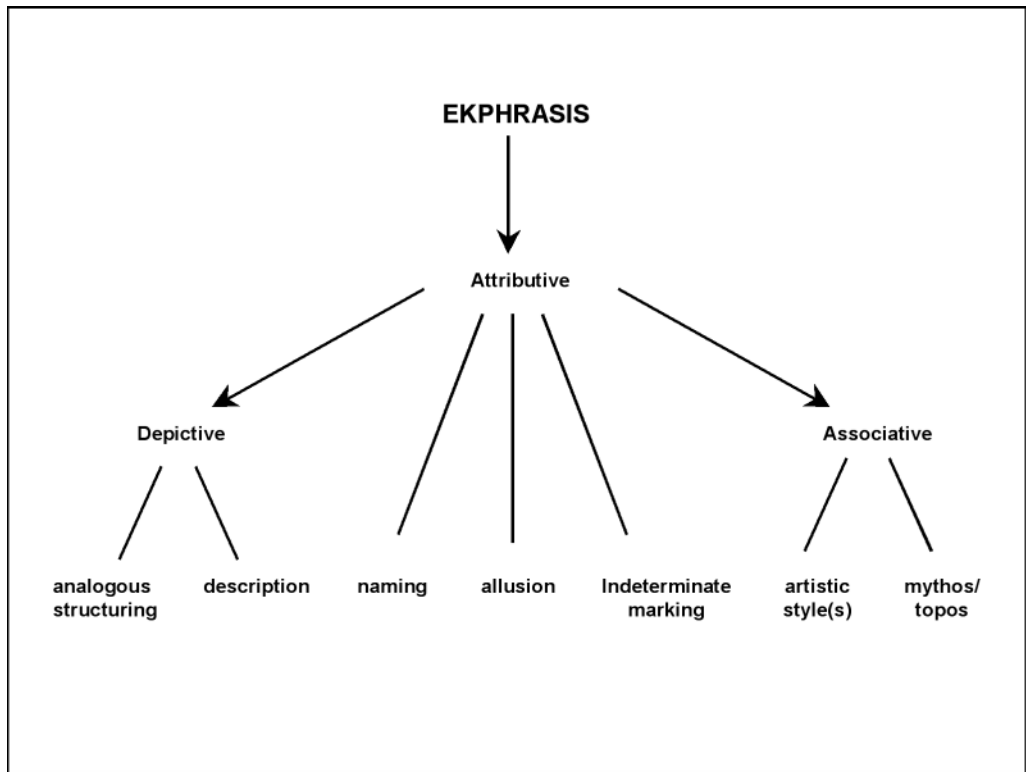 EKPHRASIS
Attributive
Depictive
Associative
analogous
structuring
description
naming
allusion
Indeterminate
marking
artistic
style(s)
mythos/
topos